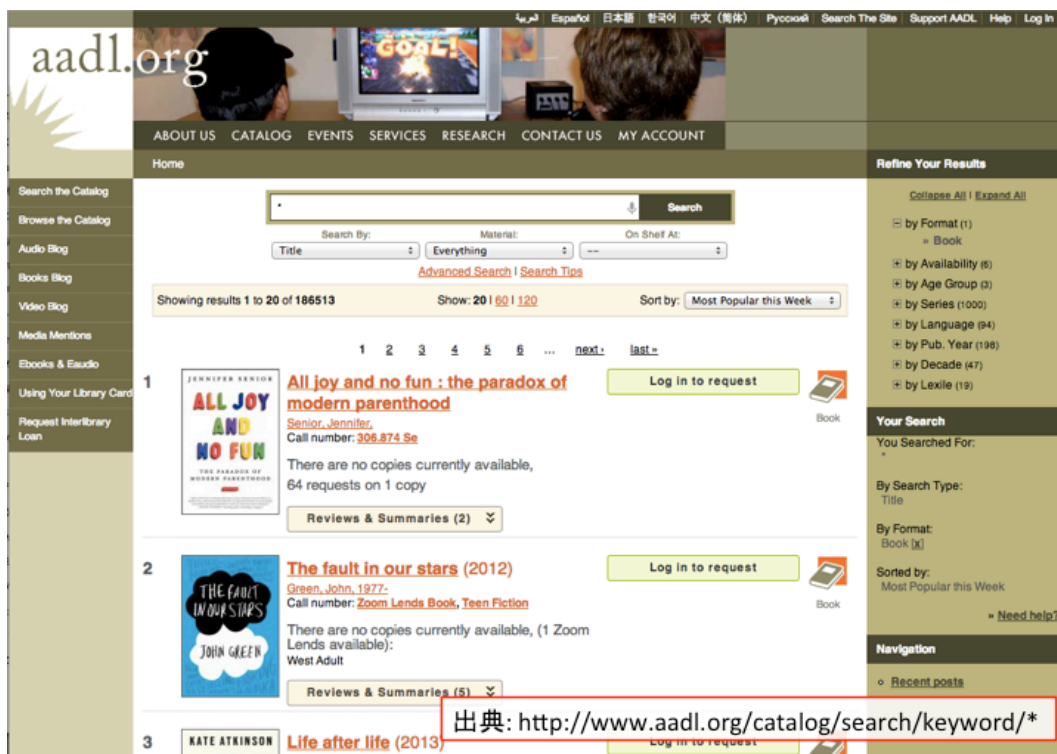 العربية Español 日本語 한국어 中文 (简体) Русский Search The Site Support AADL Help Log In
aadl.org
GOAL!
ABOUT US CATALOG EVENTS SERVICES RESEARCH CONTACT US MY ACCOUNT
Home
Search the Catalog
Browse the Catalog
Audio Blog
Books Blog
Video Blog
Media Mentions
Ebooks & Eaudio
Using Your Library Card
Request Interlibrary
Loan
* Search
Search By: Material: On Shelf At:
Title Everything --
Advanced Search | Search Tips
Showing results 1 to 20 of 186513 Show: 20 | 60 | 120 Sort by: Most Popular this Week
1 2 3 4 5 6 ... next › last »
1
JENNIFER SENIOR
ALL JOY
AND
NO FUN
THE PARADOX OF
MODERN PARENTHOOD
All joy and no fun : the paradox of
modern parenthood
Senior, Jennifer,
Call number: 306.874 Se
There are no copies currently available,
64 requests on 1 copy
Reviews & Summaries (2)
Log in to request
Book
2
THE FAULT
IN OUR STARS
JOHN GREEN
The fault in our stars (2012)
Green, John, 1977-
Call number: Zoom Lends Book, Teen Fiction
There are no copies currently available, (1 Zoom
Lends available):
West Adult
Reviews & Summaries (5)
Log in to request
Book
3
KATE ATKINSON
Life after life (2013)
Log in to request
Refine Your Results
Collapse All | Expand All
by Format (1)
» Book
by Availability (6)
by Age Group (3)
by Series (1000)
by Language (94)
by Pub. Year (198)
by Decade (47)
by Lexile (19)
Your Search
You Searched For:
*
By Search Type:
Title
By Format:
Book [x]
Sorted by:
Most Popular this Week
» Need help?
Navigation
Recent posts
出典: http://www.aadl.org/catalog/search/keyword/*